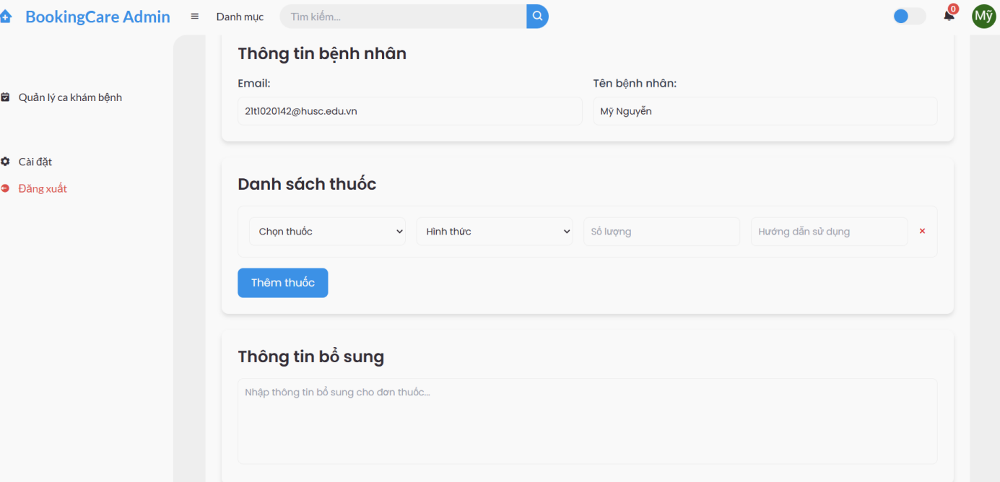 BookingCare Admin
Danh mục
Tìm kiếm...
0
Mỹ
Quản lý ca khám bệnh
Cài đặt
Đăng xuất
Thông tin bệnh nhân
Email:
Tên bệnh nhân:
21t1020142@husc.edu.vn
Mỹ Nguyễn
Danh sách thuốc
Chọn thuốc
Hình thức
Số lượng
Hướng dẫn sử dụng
Thêm thuốc
Thông tin bổ sung
Nhập thông tin bổ sung cho đơn thuốc...